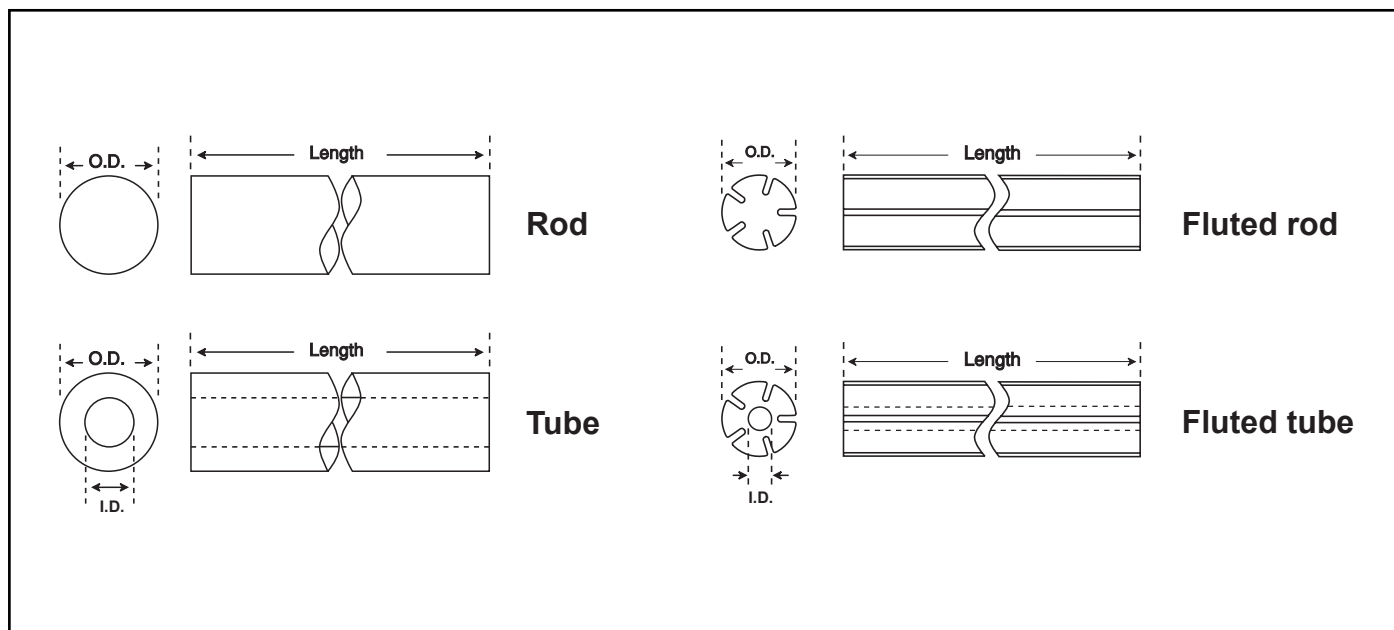 O.D.
Length
Rod
O.D.
Length
Fluted rod
O.D.
Length
Tube
I.D.
O.D.
Length
Fluted tube
I.D.